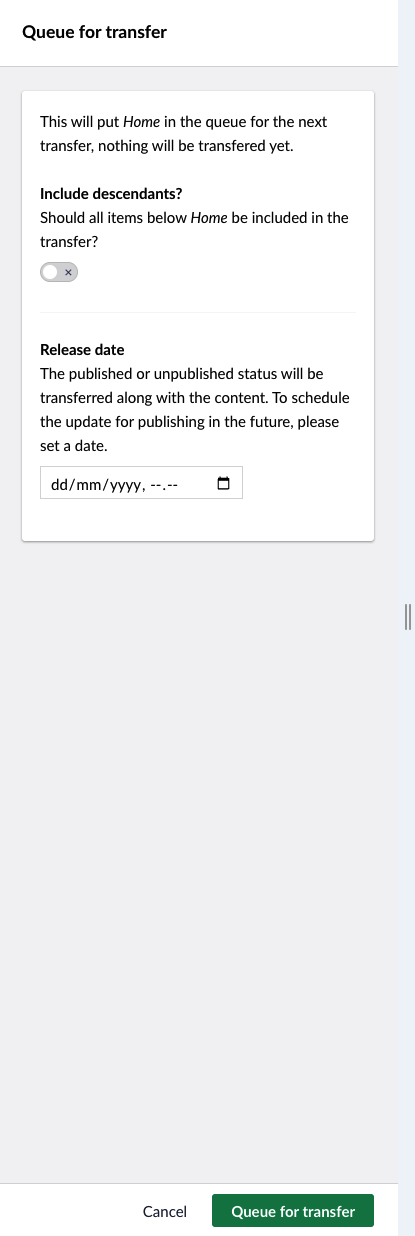 Queue for transfer
This will put Home in the queue for the next
transfer, nothing will be transfered yet.
Include descendants?
Should all items below Home be included in the
transfer?
Release date
The published or unpublished status will be
transferred along with the content. To schedule
the update for publishing in the future, please
set a date.
dd/mm/yyyy, --.--
Cancel
Queue for transfer